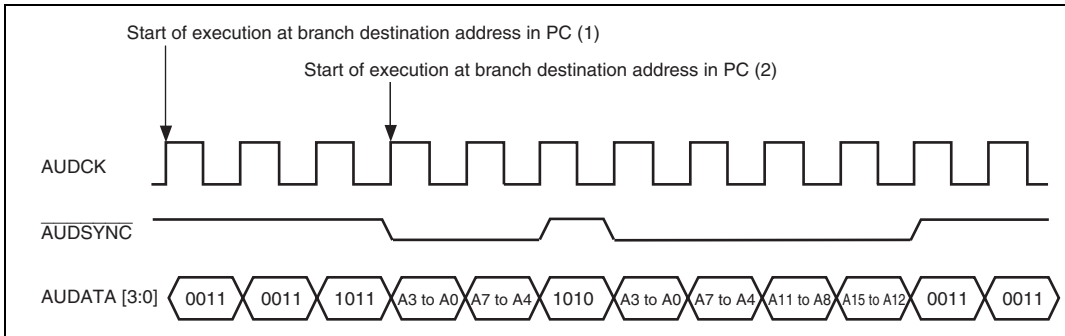 Start of execution at branch destination address in PC (1)
Start of execution at branch destination address in PC (2)
AUDCK
AUDSYNC
AUDATA [3:0] 0011 0011 1011 A3 to A0 A7 to A4 1010 A3 to A0 A7 to A4 A11 to A8 A15 to A12 0011 0011